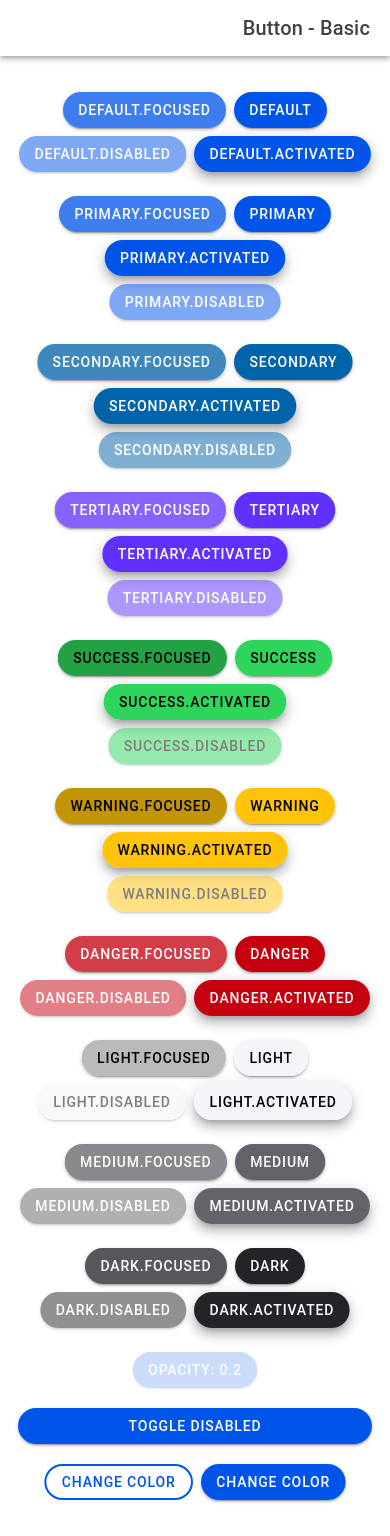 Button - Basic
DEFAULT.FOCUSED DEFAULT
DEFAULT.DISABLED DEFAULT.ACTIVATED
PRIMARY.FOCUSED PRIMARY
PRIMARY.ACTIVATED
PRIMARY.DISABLED
SECONDARY.FOCUSED SECONDARY
SECONDARY.ACTIVATED
SECONDARY.DISABLED
TERTIARY.FOCUSED TERTIARY
TERTIARY.ACTIVATED
TERTIARY.DISABLED
SUCCESS.FOCUSED SUCCESS
SUCCESS.ACTIVATED
SUCCESS.DISABLED
WARNING.FOCUSED WARNING
WARNING.ACTIVATED
WARNING.DISABLED
DANGER.FOCUSED DANGER
DANGER.DISABLED DANGER.ACTIVATED
LIGHT.FOCUSED LIGHT
LIGHT.DISABLED LIGHT.ACTIVATED
MEDIUM.FOCUSED MEDIUM
MEDIUM.DISABLED MEDIUM.ACTIVATED
DARK.FOCUSED DARK
DARK.DISABLED DARK.ACTIVATED
OPACITY: 0.2
TOGGLE DISABLED
CHANGE COLOR CHANGE COLOR